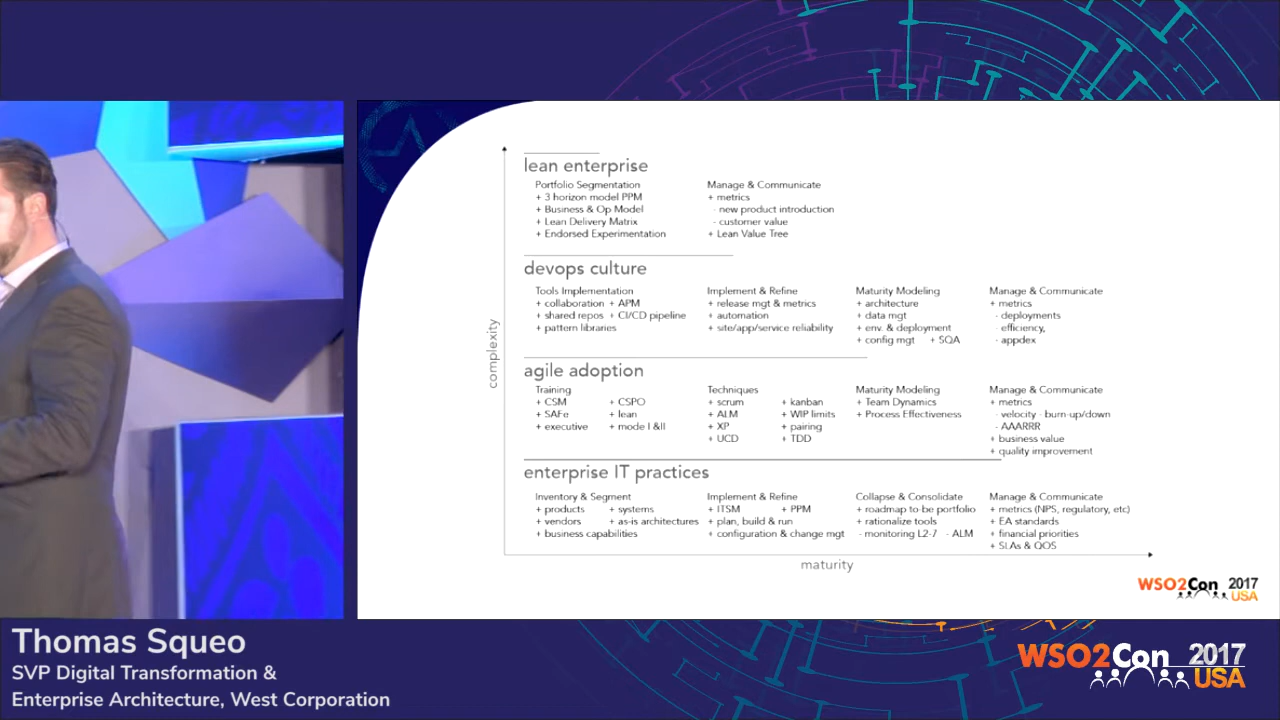 lean enterprise
Portfolio Segmentation
+ 3 horizon model PPM
+ Business & Op Model
+ Lean Delivery Matrix
+ Endorsed Experimentation
Manage & Communicate
+ metrics
- new product introduction
- customer value
+ Lean Value Tree
devops culture
Tools Implementation
+ collaboration + APM
+ shared repos + CI/CD pipeline
+ pattern libraries
Implement & Refine
+ release mgt & metrics
+ automation
+ site/app/service reliability
Maturity Modeling
+ architecture
+ data mgt
+ env. & deployment
+ config mgt + SQA
Manage & Communicate
+ metrics
- deployments
- efficiency,
- appdex
agile adoption
Training
+ CSM + CSPO
+ SAFe + lean
+ executive + mode I &II
Techniques
+ scrum + kanban
+ ALM + WIP limits
+ XP + pairing
+ UCD + TDD
Maturity Modeling
+ Team Dynamics
+ Process Effectiveness
Manage & Communicate
+ metrics
- velocity - burn-up/down
- AAARRR
+ business value
+ quality improvement
enterprise IT practices
Inventory & Segment
+ products + systems
+ vendors + as-is architectures
+ business capabilities
Implement & Refine
+ ITSM + PPM
+ plan, build & run
+ configuration & change mgt
Collapse & Consolidate
+ roadmap to-be portfolio
+ rationalize tools
- monitoring L2-7 - ALM
Manage & Communicate
+ metrics (NPS, regulatory, etc)
+ EA standards
+ financial priorities
+ SLAs & QOS
complexity
maturity
WSO2Con 2017
USA
Thomas Squeo
SVP Digital Transformation &
Enterprise Architecture, West Corporation
WSO2Con 2017
USA